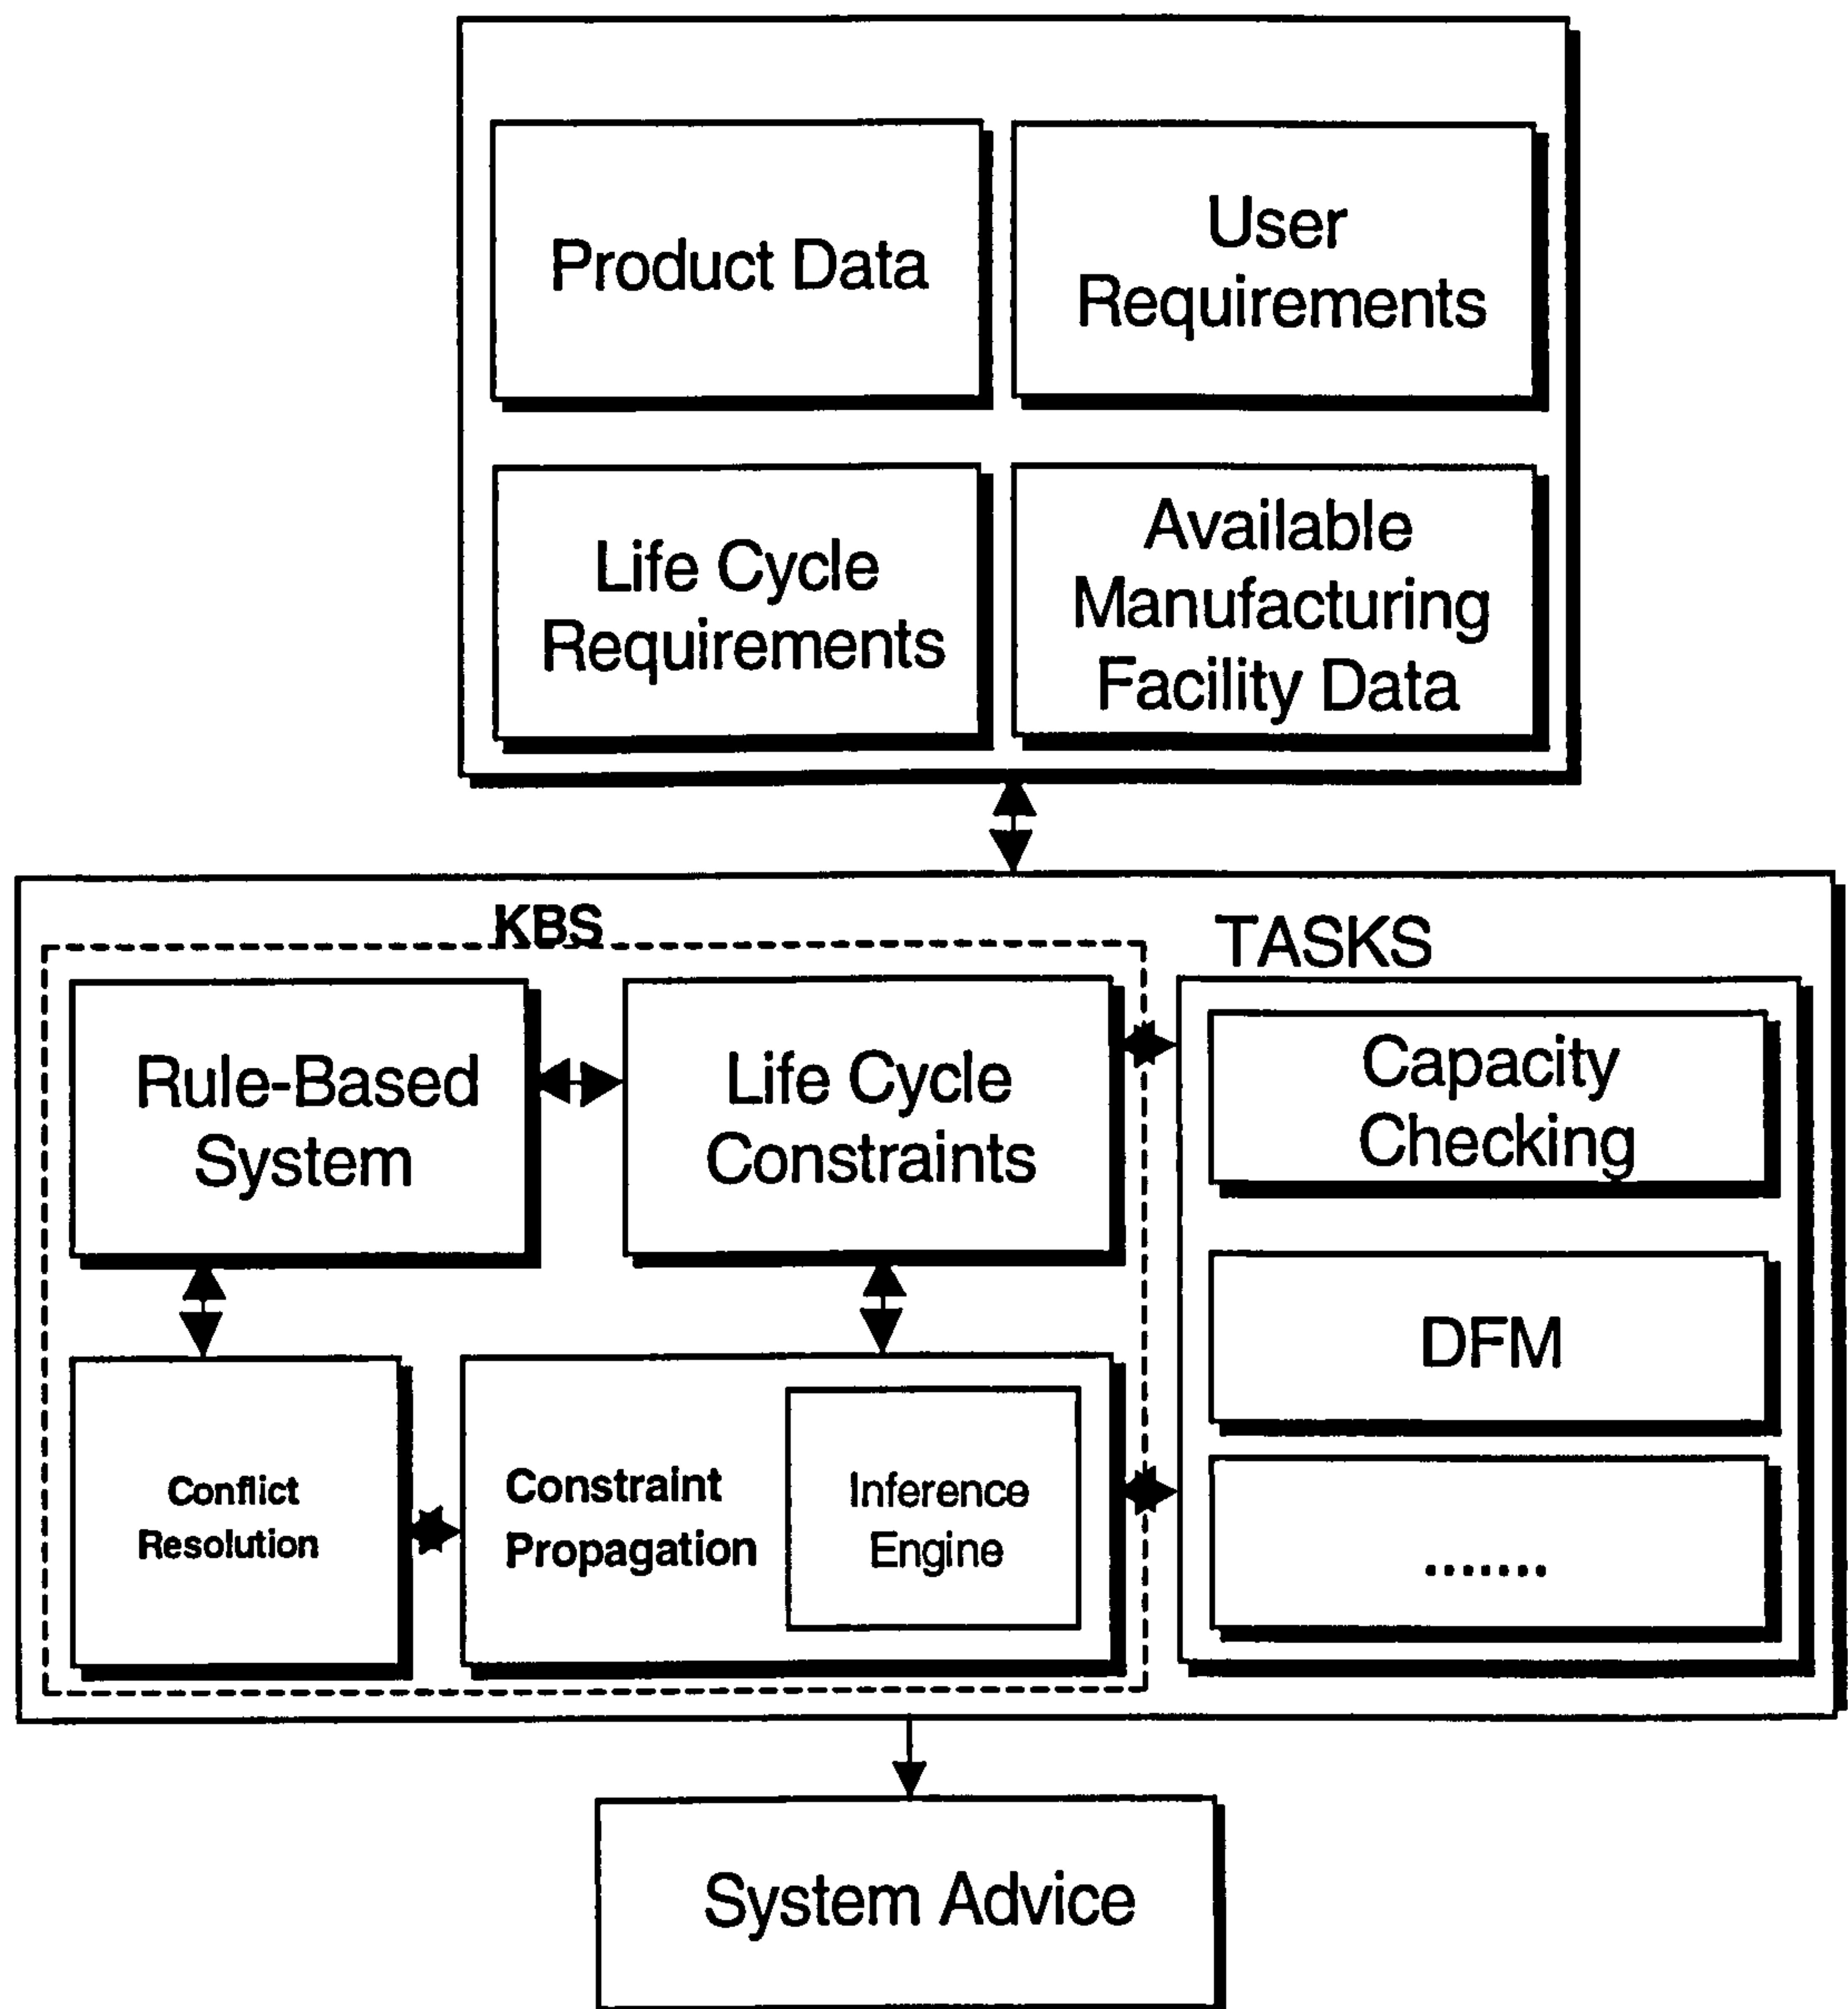 Product Data
User
Requirements
Life Cycle
Requirements
Available
Manufacturing
Facility Data
KBS
TASKS
Rule-Based
System
Life Cycle
Constraints
Capacity
Checking
DFM
Conflict
Resolution
Constraint
Propagation
Inference
Engine
.......
System Advice